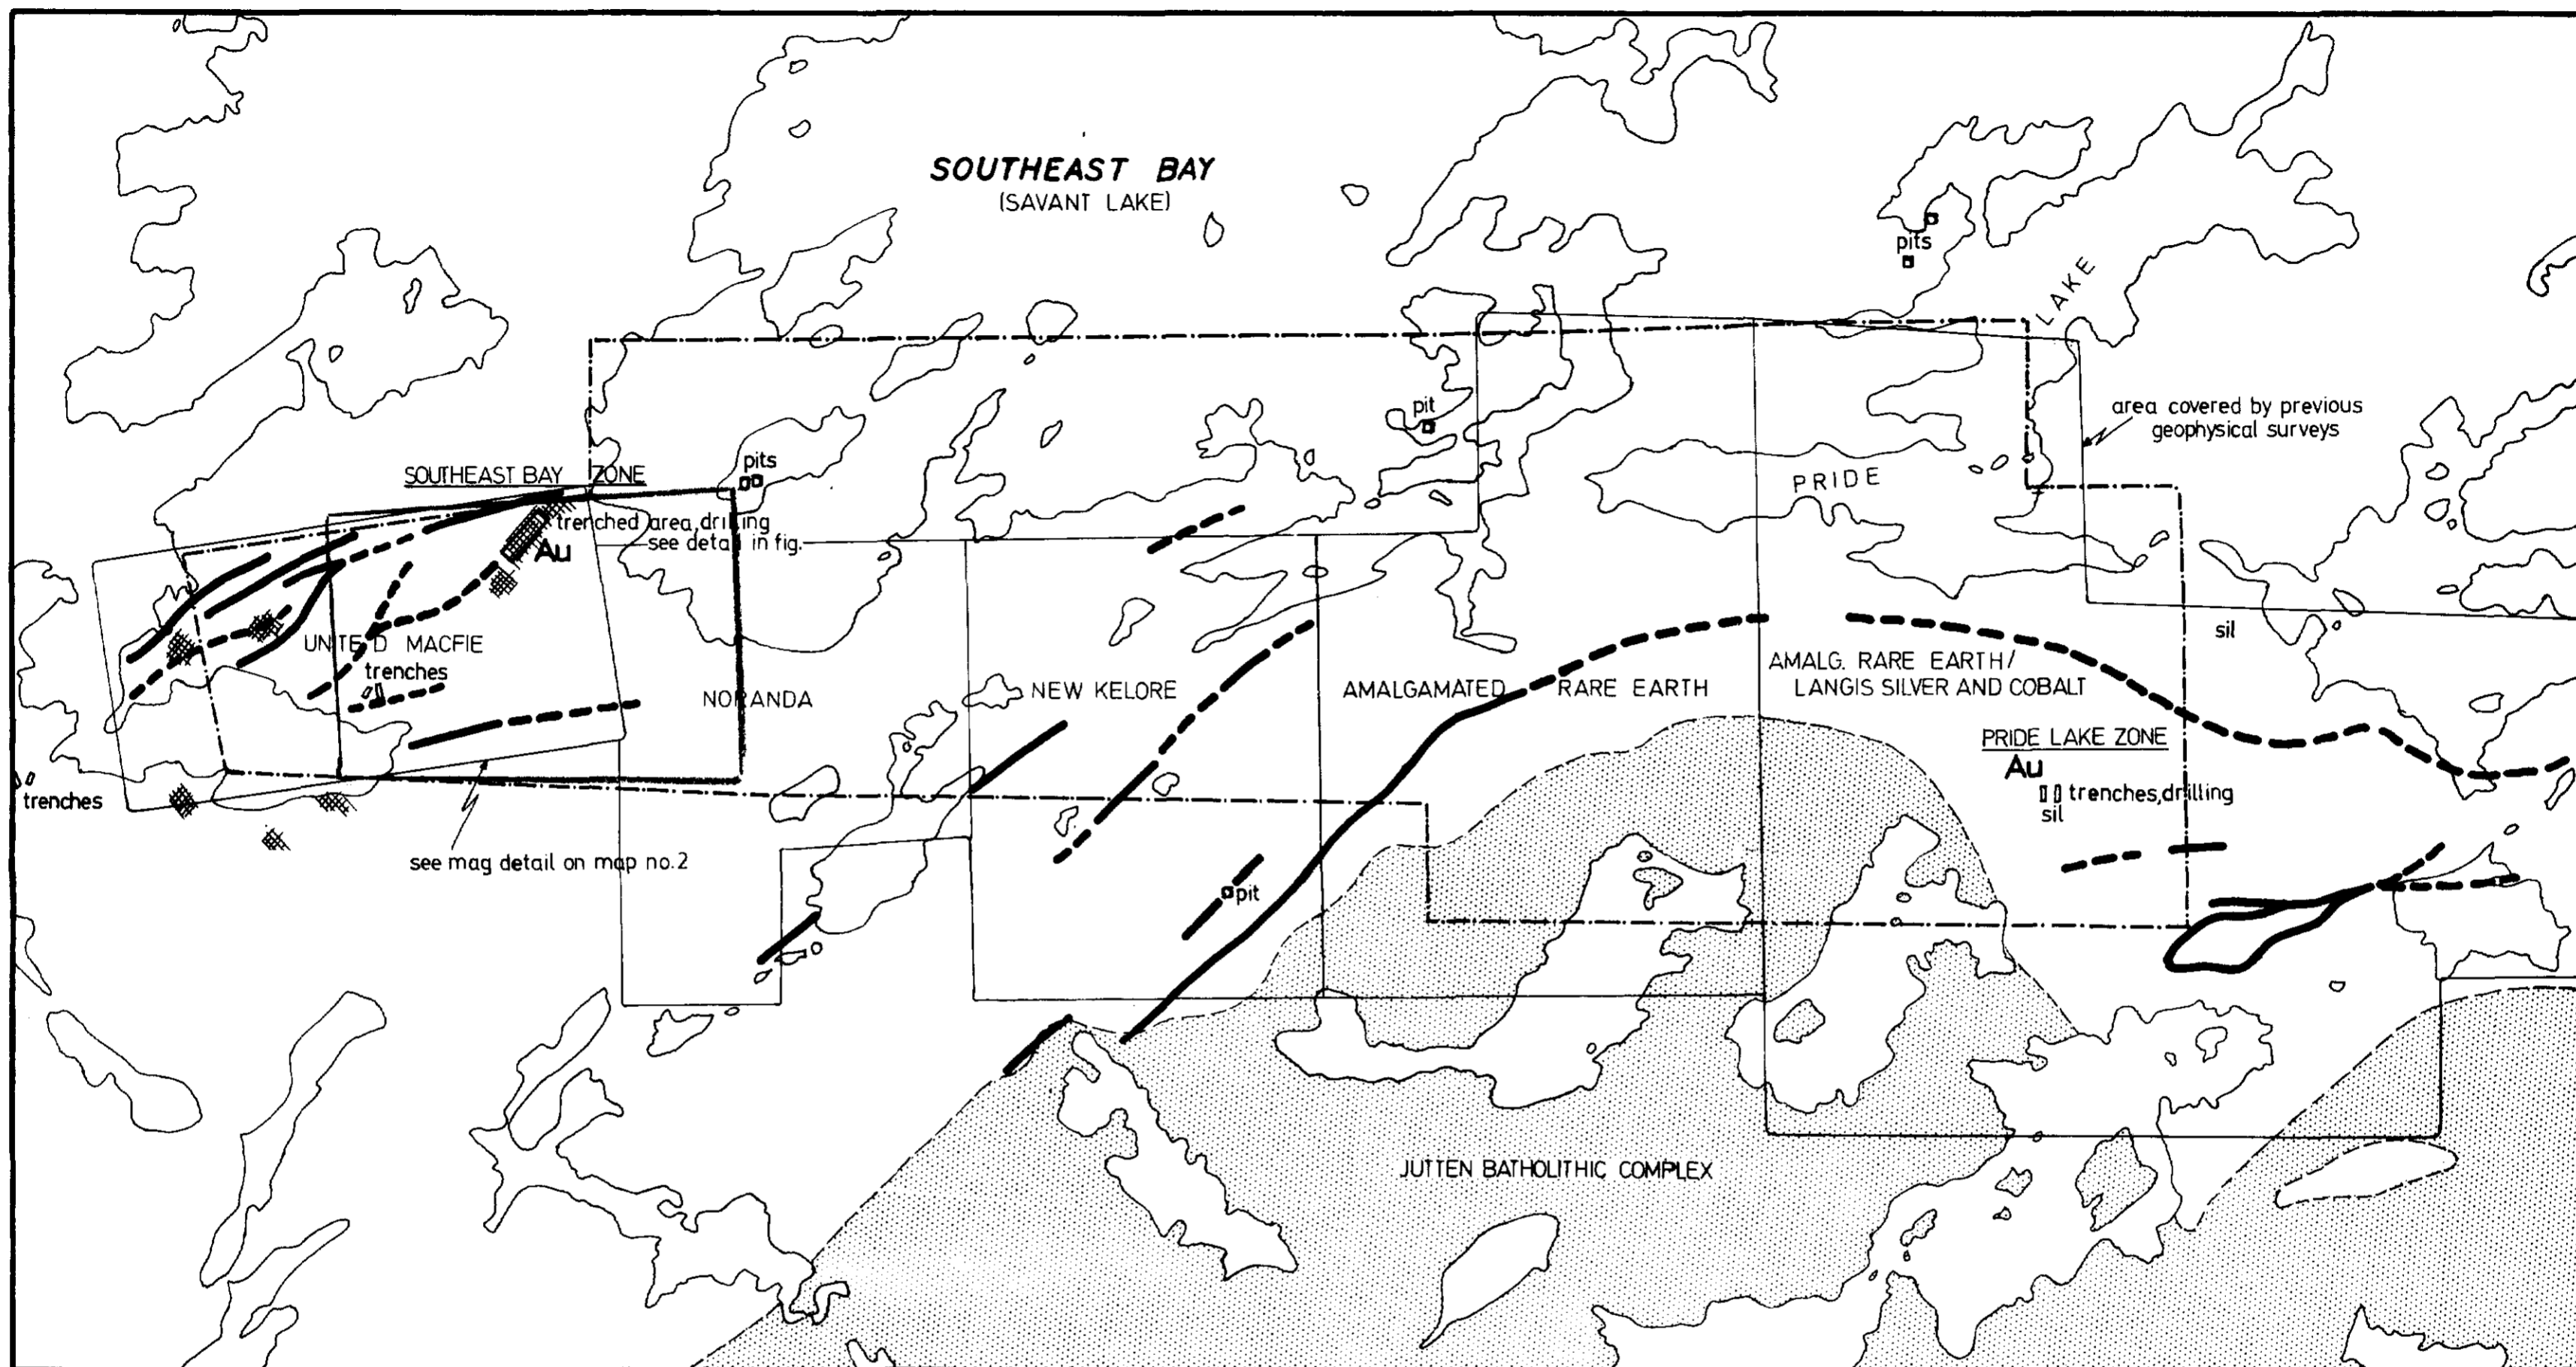 SOUTHEAST BAY
(SAVANT LAKE)
pits
LAKE
pit
area covered by previous
geophysical surveys
SOUTHEAST BAY ZONE
pits
PRIDE
trenched area, drilling
see detail in fig.
Au
sil
UNITED MACFIE
trenches
NORANDA
NEW KELORE
AMALGAMATED RARE EARTH
AMALG. RARE EARTH/
LANGIS SILVER AND COBALT
PRIDE LAKE ZONE
Au
trenches, drilling
sil
trenches
see mag detail on map no.2
pit
JUTTEN BATHOLITHIC COMPLEX